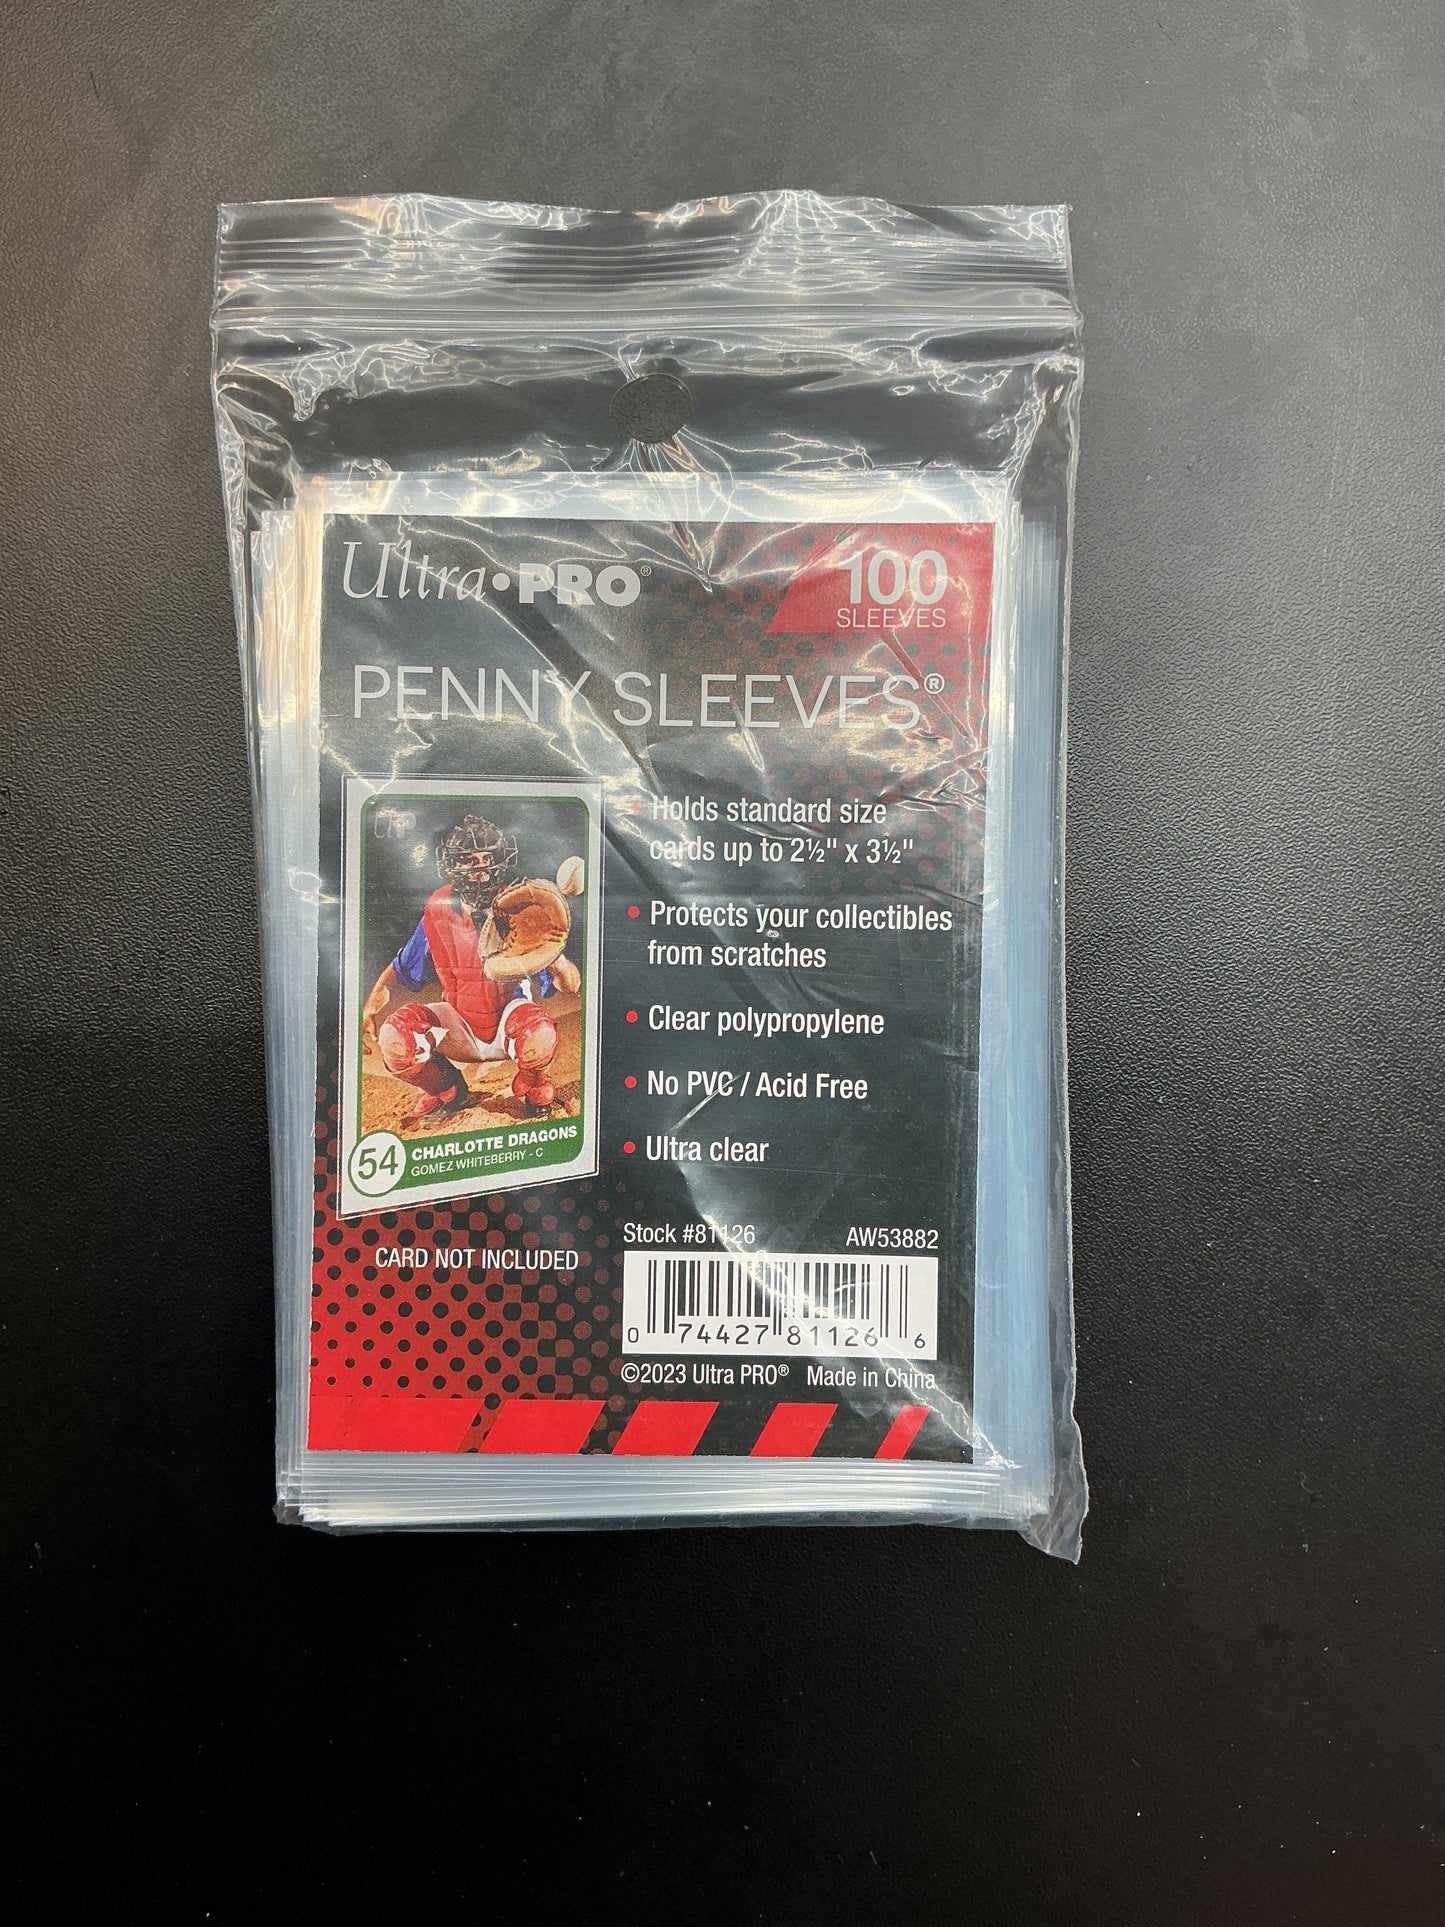 Ultra•PRO®
100
SLEEVES
PENNY SLEEVES®
• Holds standard size
cards up to 2½" x 3½"
• Protects your collectibles
from scratches
• Clear polypropylene
• No PVC / Acid Free
• Ultra clear
54
CHARLOTTE DRAGONS
GOMEZ WHITEBERRY - C
CARD NOT INCLUDED
Stock #81126 AW53882
0 74427 81126 6
©2023 Ultra PRO® Made in China